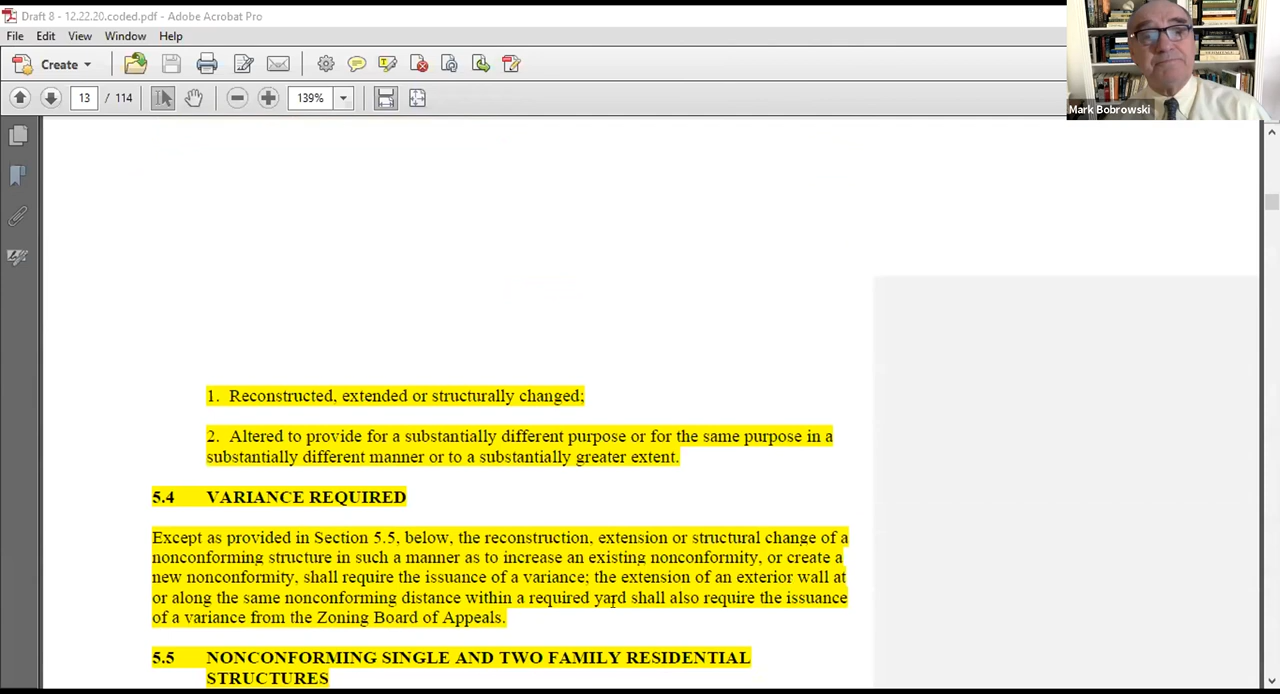 Draft 8 - 12.22.20.coded.pdf - Adobe Acrobat Pro
File Edit View Window Help
Create
13 / 114 139%
Mark Bobrowski
1. Reconstructed, extended or structurally changed;
2. Altered to provide for a substantially different purpose or for the same purpose in a
substantially different manner or to a substantially greater extent.
5.4 VARIANCE REQUIRED
Except as provided in Section 5.5, below, the reconstruction, extension or structural change of a
nonconforming structure in such a manner as to increase an existing nonconformity, or create a
new nonconformity, shall require the issuance of a variance; the extension of an exterior wall at
or along the same nonconforming distance within a required yard shall also require the issuance
of a variance from the Zoning Board of Appeals.
5.5 NONCONFORMING SINGLE AND TWO FAMILY RESIDENTIAL
STRUCTURES